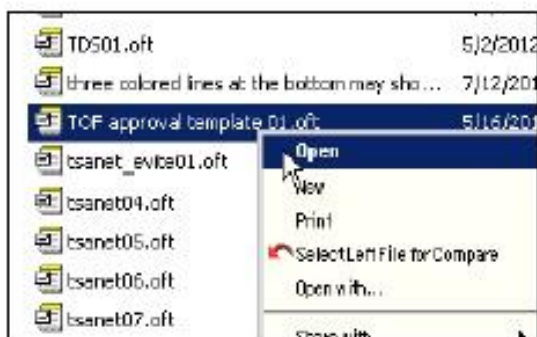 TDS01.oft 5/2/2012
three colored lines at the bottom may sho... 7/12/201
TOF approval template 01.oft 5/16/201
tsanet_evite01.oft
Open
tsanet04.oft
New
Print
tsanet05.oft
Select Left File for Compare
tsanet06.oft
Open with...
tsanet07.oft
Share with